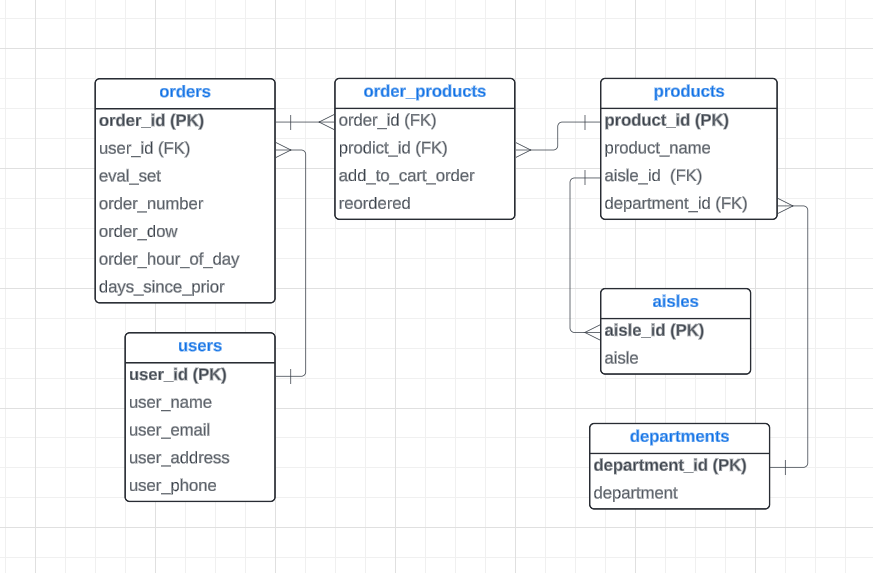 orders
order_id (PK)
user_id (FK)
eval_set
order_number
order_dow
order_hour_of_day
days_since_prior
order_products
order_id (FK)
prodict_id (FK)
add_to_cart_order
reordered
products
product_id (PK)
product_name
aisle_id (FK)
department_id (FK)
users
user_id (PK)
user_name
user_email
user_address
user_phone
aisles
aisle_id (PK)
aisle
departments
department_id (PK)
department